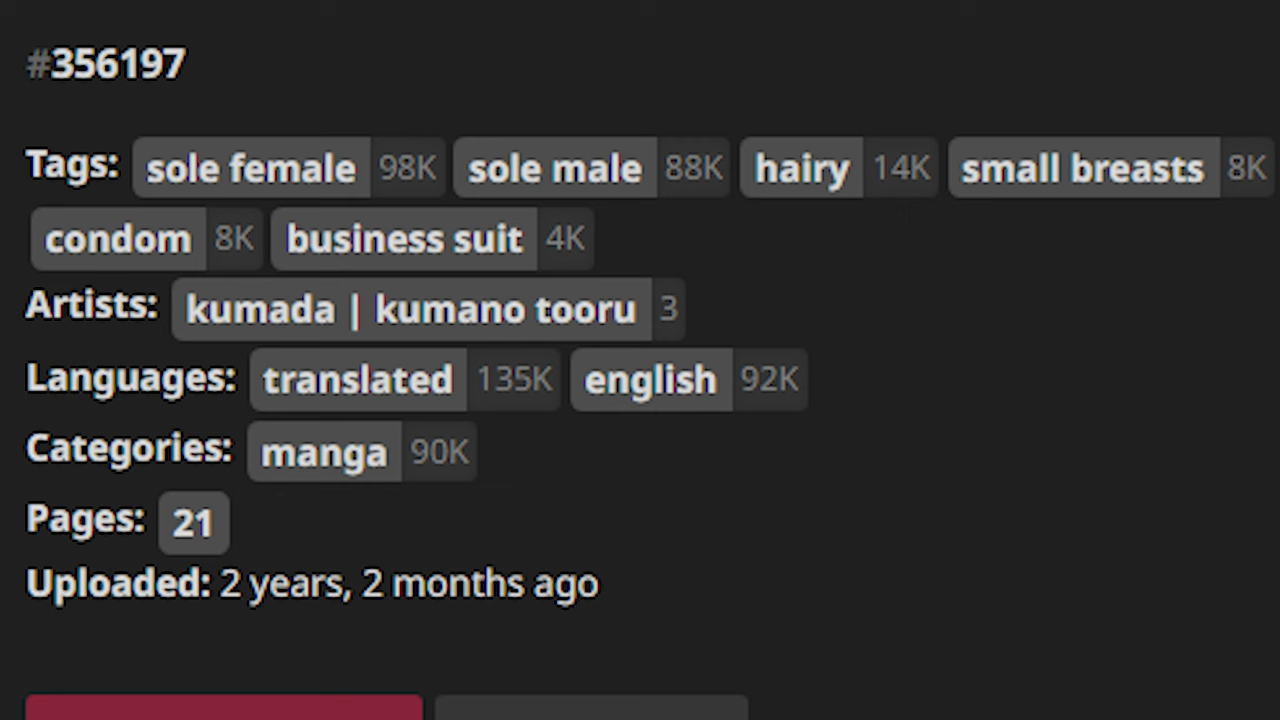 #356197
Tags: sole female 98K sole male 88K hairy 14K small breasts 8K
condom 8K business suit 4K
Artists: kumada | kumano tooru 3
Languages: translated 135K english 92K
Categories: manga 90K
Pages: 21
Uploaded: 2 years, 2 months ago